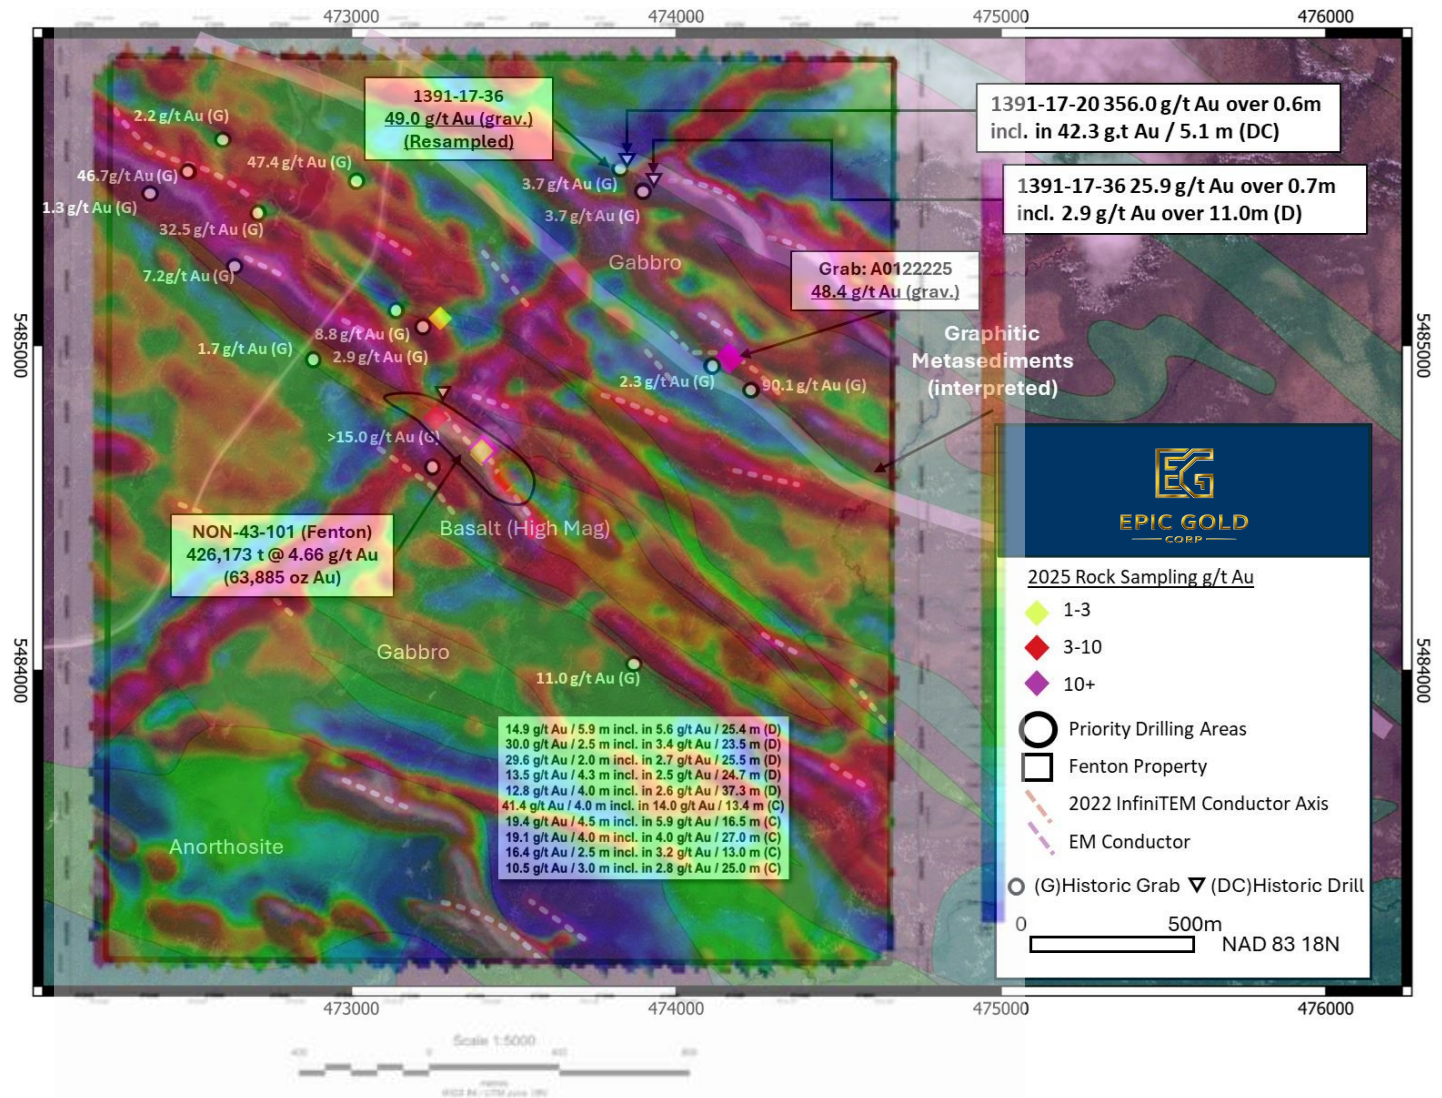 473000
474000
475000
476000
1391-17-36
49.0 g/t Au (grav.)
(Resampled)
1391-17-20 356.0 g/t Au over 0.6m
incl. in 42.3 g.t Au / 5.1 m (DC)
1391-17-36 25.9 g/t Au over 0.7m
incl. 2.9 g/t Au over 11.0m (D)
2.2 g/t Au (G)
47.4 g/t Au (G)
46.7g/t Au (G)
1.3 g/t Au (G)
32.5 g/t Au (G)
7.2g/t Au (G)
3.7 g/t Au (G)
3.7 g/t Au (G)
Gabbro
Grab: A0122225
48.4 g/t Au (grav.)
8.8 g/t Au (G)
2.9 g/t Au (G)
1.7 g/t Au (G)
5485000
5485000
Graphitic
Metasediments
(interpreted)
2.3 g/t Au (G)
90.1 g/t Au (G)
>15.0 g/t Au (G)
NON-43-101 (Fenton)
426,173 t @ 4.66 g/t Au
(63,885 oz Au)
Basalt (High Mag)
Gabbro
11.0 g/t Au (G)
5484000
5484000
14.9 g/t Au / 5.9 m incl. in 5.6 g/t Au / 25.4 m (D)
30.0 g/t Au / 2.5 m incl. in 3.4 g/t Au / 23.5 m (D)
29.6 g/t Au / 2.0 m incl. in 2.7 g/t Au / 25.5 m (D)
13.5 g/t Au / 4.3 m incl. in 2.5 g/t Au / 24.7 m (D)
12.8 g/t Au / 4.0 m incl. in 2.6 g/t Au / 37.3 m (D)
41.4 g/t Au / 4.0 m incl. in 14.0 g/t Au / 13.4 m (C)
19.4 g/t Au / 4.5 m incl. in 5.9 g/t Au / 16.5 m (C)
19.1 g/t Au / 4.0 m incl. in 4.0 g/t Au / 27.0 m (C)
16.4 g/t Au / 2.5 m incl. in 3.2 g/t Au / 13.0 m (C)
10.5 g/t Au / 3.0 m incl. in 2.8 g/t Au / 25.0 m (C)
Anorthosite
EG
EPIC GOLD
CORP
2025 Rock Sampling g/t Au
1-3
3-10
10+
Priority Drilling Areas
Fenton Property
2022 InfiniTEM Conductor Axis
EM Conductor
(G)Historic Grab
(DC)Historic Drill
0
500m
NAD 83 18N
473000
474000
475000
476000
Scale 1:5000